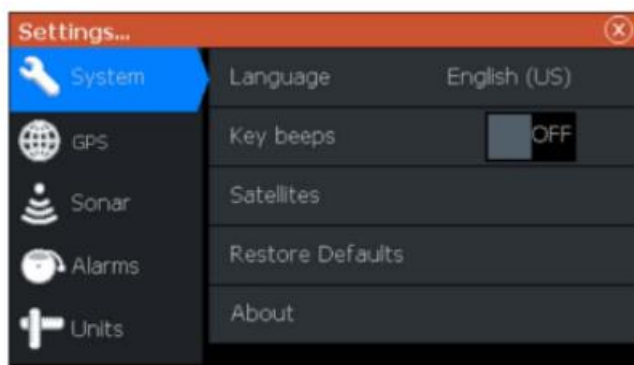 Settings...
System
GPS
Sonar
Alarms
Units
Language English (US)
Key beeps OFF
Satellites
Restore Defaults
About